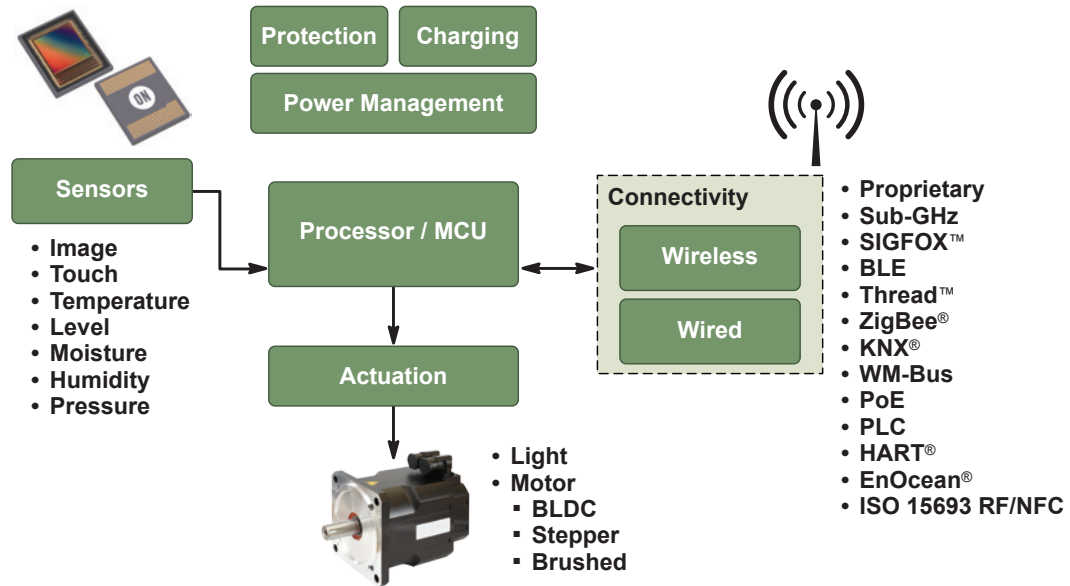 Protection
Charging
Power Management
ON
Sensors
• Image
• Touch
• Temperature
• Level
• Moisture
• Humidity
• Pressure
Processor / MCU
Connectivity
Wireless
Wired
• Proprietary
• Sub-GHz
• SIGFOX™
• BLE
• Thread™
• ZigBee®
• KNX®
• WM-Bus
• PoE
• PLC
• HART®
• EnOcean®
• ISO 15693 RF/NFC
Actuation
• Light
• Motor
▪ BLDC
▪ Stepper
▪ Brushed